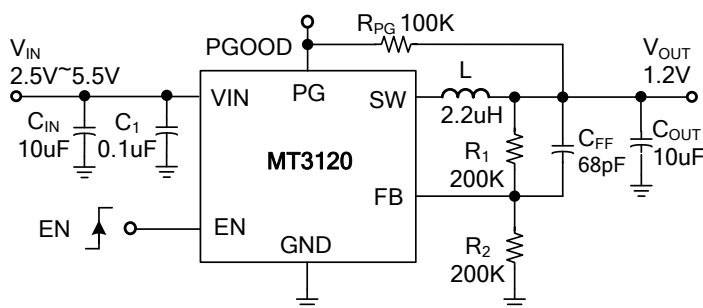 R_PG 100K
PGOOD
V_IN
2.5V~5.5V
V_OUT
1.2V
VIN
PG
SW
L
2.2uH
C_IN
10uF
C_1
0.1uF
MT3120
R_1
200K
C_FF
68pF
C_OUT
10uF
FB
EN
EN
GND
R_2
200K